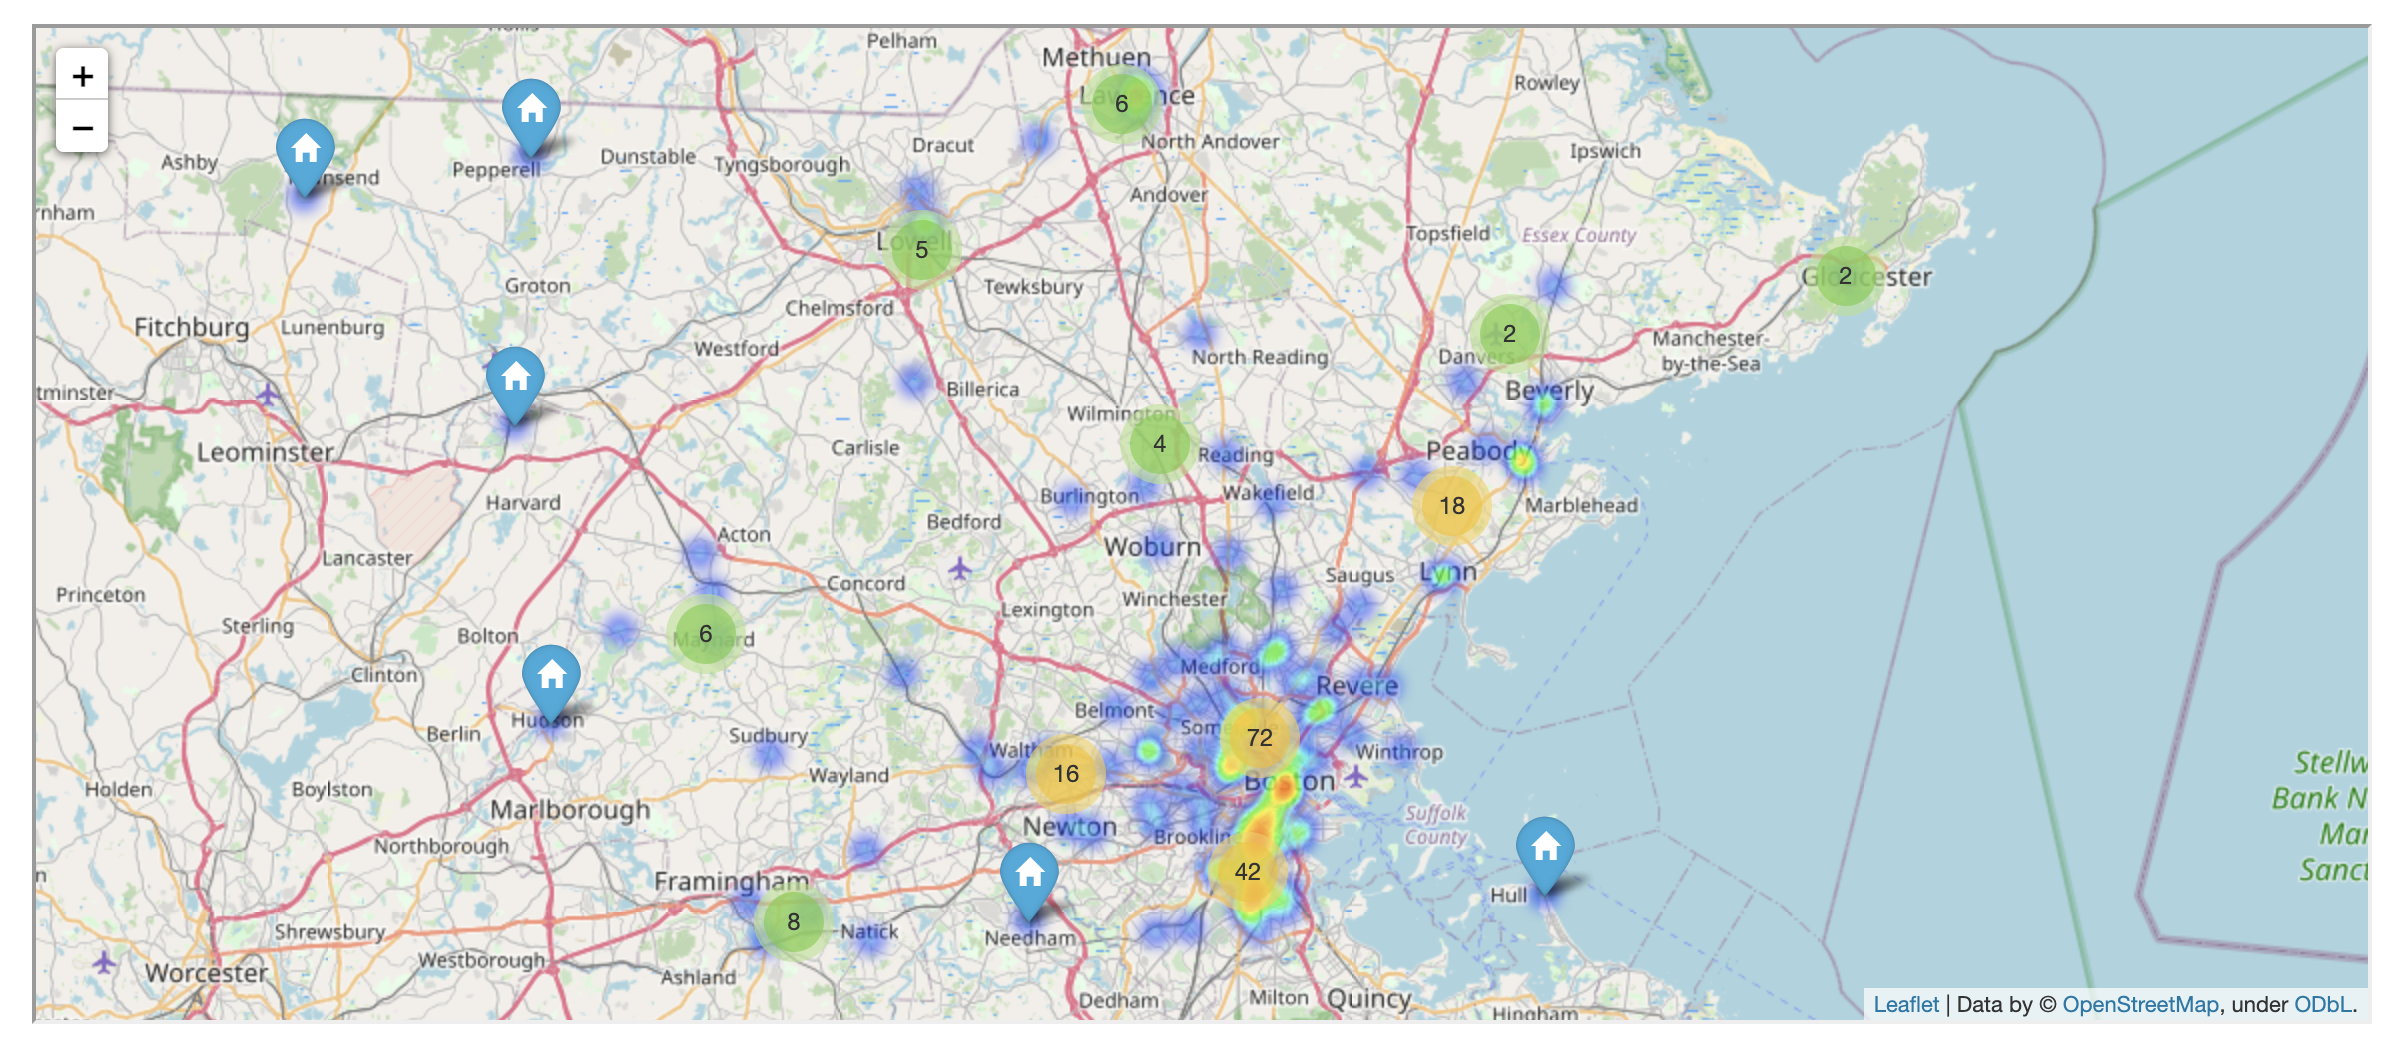 +
−
Pelham
Methuen
Rowley
6
North Andover
Dracut
Ipswich
Ashby
Pepperell
Dunstable
Tyngsborough
Andover
Topsfield
Essex County
5
2
Gloucester
Groton
Tewksbury
Chelmsford
Fitchburg
Lunenburg
2
Manchester-
by-the-Sea
Westford
North Reading
Danvers
Billerica
Beverly
Wilmington
4
Carlisle
Reading
Peabody
Leominster
Harvard
Burlington
Wakefield
18
Marblehead
Bedford
Acton
Woburn
Lancaster
Concord
Saugus
Lynn
Princeton
Winchester
Lexington
Sterling
Bolton
6
Maynard
Clinton
Medford
Revere
Belmont
Hudson
Berlin
Sudbury
72
Waltham
Winthrop
16
Wayland
Boston
Holden
Boylston
Marlborough
Suffolk
County
Newton
Brookline
Northborough
Stellw
Bank N
Mar
Sanct
42
Framingham
Hull
8
Shrewsbury
Natick
Needham
Westborough
Ashland
Worcester
Dedham
Milton
Quincy
Hingham
Leaflet | Data by © OpenStreetMap, under ODbL.